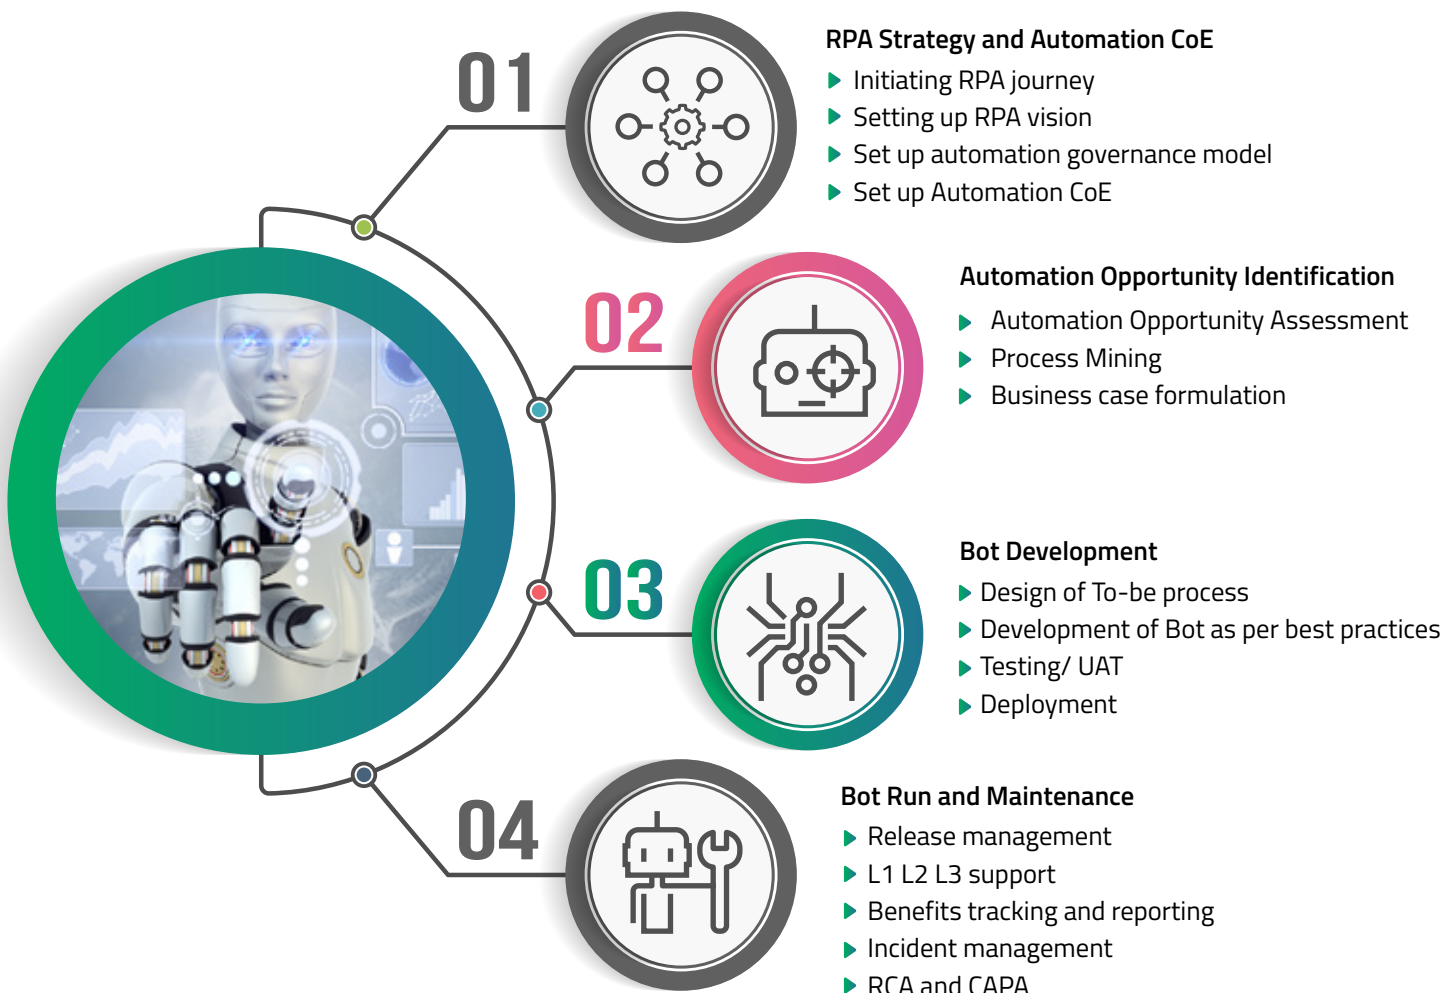 01
RPA Strategy and Automation CoE
Initiating RPA journey
Setting up RPA vision
Set up automation governance model
Set up Automation CoE
02
Automation Opportunity Identification
Automation Opportunity Assessment
Process Mining
Business case formulation
03
Bot Development
Design of To-be process
Development of Bot as per best practices
Testing/ UAT
Deployment
04
Bot Run and Maintenance
Release management
L1 L2 L3 support
Benefits tracking and reporting
Incident management
RCA and CAPA